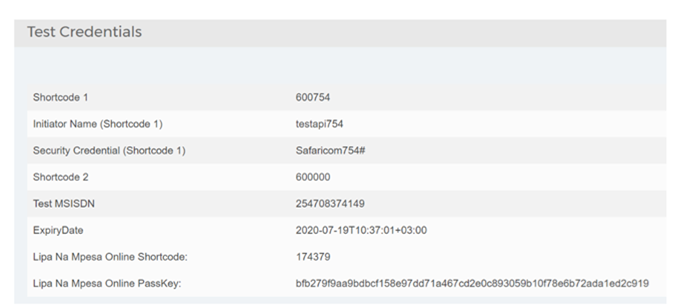 Test Credentials
Shortcode 1 600754
Initiator Name (Shortcode 1) testapi754
Security Credential (Shortcode 1) Safaricom754#
Shortcode 2 600000
Test MSISDN 254708374149
ExpiryDate 2020-07-19T10:37:01+03:00
Lipa Na Mpesa Online Shortcode: 174379
Lipa Na Mpesa Online PassKey: bfb279f9aa9bdbcf158e97dd71a467cd2e0c893059b10f78e6b72ada1ed2c919